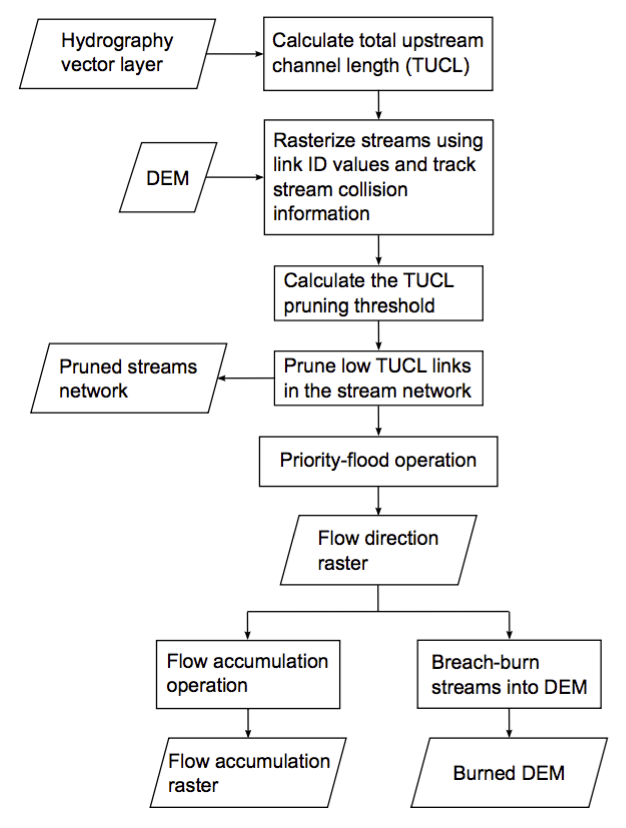 Hydrography
vector layer
Calculate total upstream
channel length (TUCL)
DEM
Rasterize streams using
link ID values and track
stream collision
information
Calculate the TUCL
pruning threshold
Pruned streams
network
Prune low TUCL links
in the stream network
Priority-flood operation
Flow direction
raster
Flow accumulation
operation
Breach-burn
streams into DEM
Flow accumulation
raster
Burned DEM